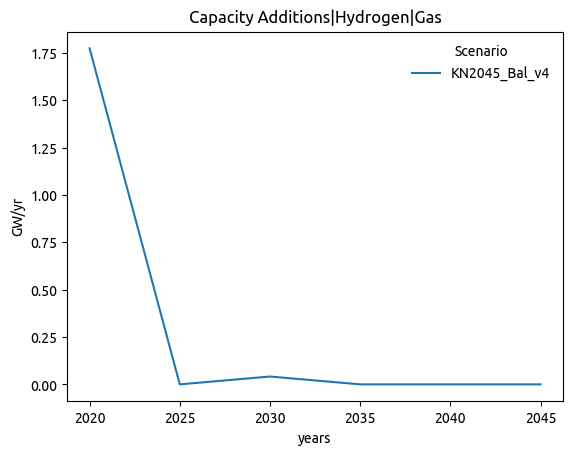 Capacity Additions|Hydrogen|Gas
Scenario
KN2045_Bal_v4
1.75
1.50
1.25
1.00
0.75
0.50
0.25
0.00
GW/yr
2020 2025 2030 2035 2040 2045
years